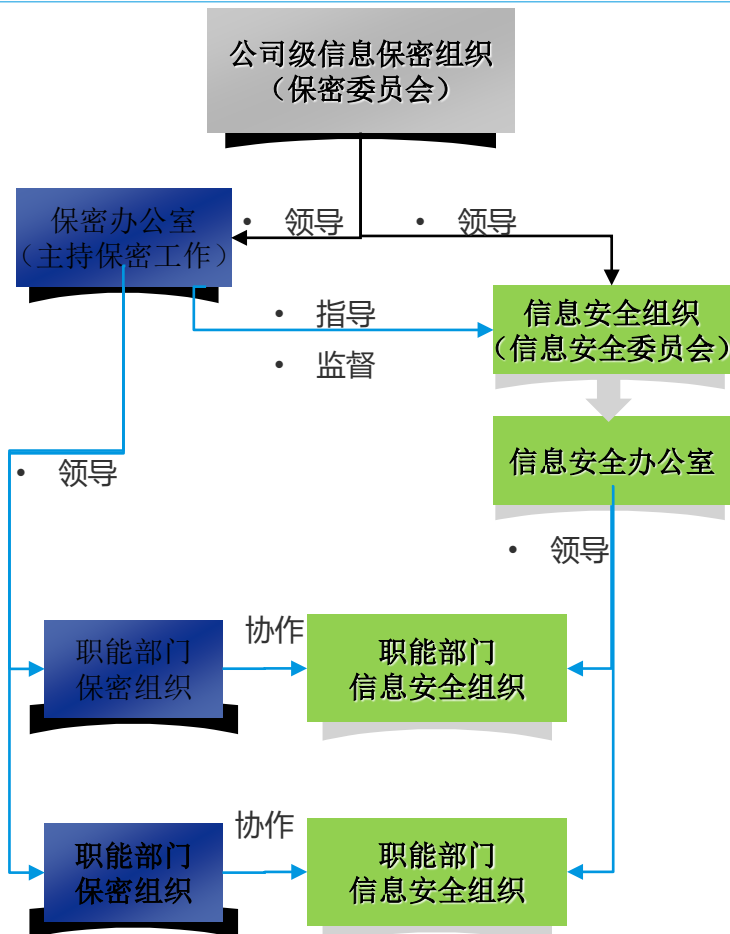 公司级信息保密组织
（保密委员会）
保密办公室
（主持保密工作）
• 领导
• 领导
• 指导
• 监督
信息安全组织
（信息安全委员会）
信息安全办公室
• 领导
• 领导
职能部门
保密组织
协作
职能部门
信息安全组织
职能部门
保密组织
协作
职能部门
信息安全组织